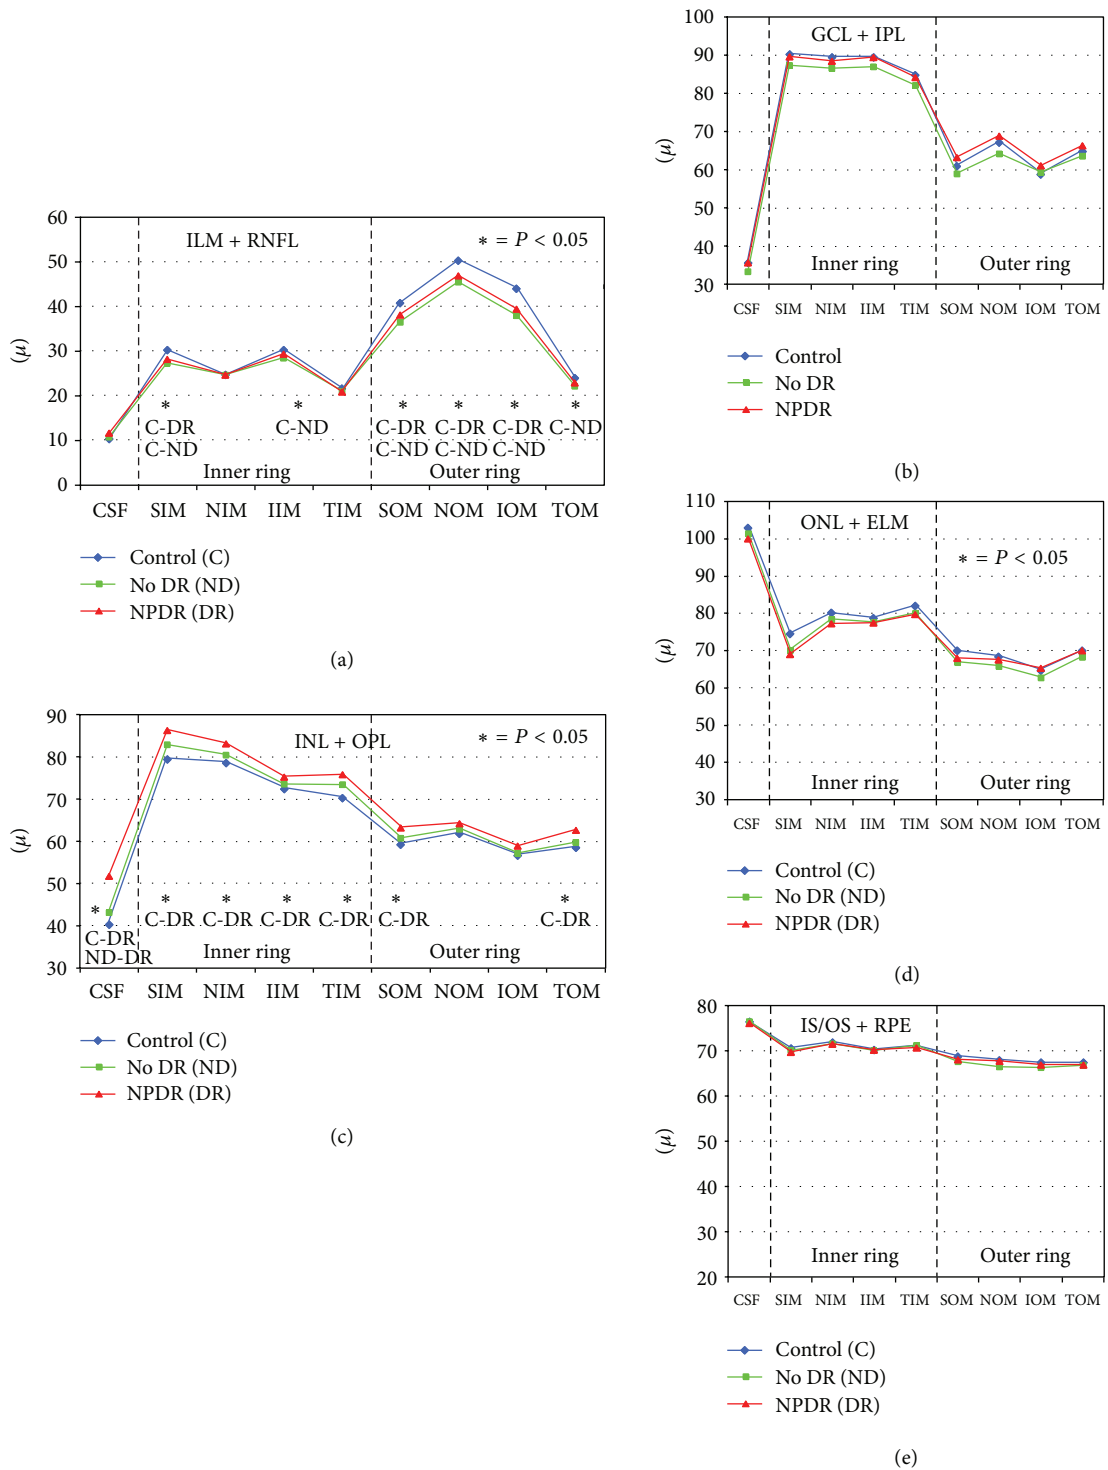 60
50
40
30
20
10
0
(μ)
ILM + RNFL
* = P < 0.05
*
C-DR
C-ND
*
C-ND
*
C-DR
C-ND
*
C-DR
C-ND
*
C-DR
C-ND
*
C-ND
Inner ring
Outer ring
CSF SIM NIM IIM TIM SOM NOM IOM TOM
Control (C)
No DR (ND)
NPDR (DR)
(a)
100
90
80
70
60
50
40
30
(μ)
GCL + IPL
Inner ring
Outer ring
CSF SIM NIM IIM TIM SOM NOM IOM TOM
Control
No DR
NPDR
(b)
90
80
70
60
50
40
30
(μ)
INL + OPL
* = P < 0.05
*
C-DR
ND-DR
*
C-DR
*
C-DR
*
C-DR
*
C-DR
*
C-DR
*
C-DR
Inner ring
Outer ring
CSF SIM NIM IIM TIM SOM NOM IOM TOM
Control (C)
No DR (ND)
NPDR (DR)
(c)
110
100
90
80
70
60
50
40
30
(μ)
ONL + ELM
* = P < 0.05
Inner ring
Outer ring
CSF SIM NIM IIM TIM SOM NOM IOM TOM
Control (C)
No DR (ND)
NPDR (DR)
(d)
80
70
60
50
40
30
20
(μ)
IS/OS + RPE
Inner ring
Outer ring
CSF SIM NIM IIM TIM SOM NOM IOM TOM
Control (C)
No DR (ND)
NPDR (DR)
(e)